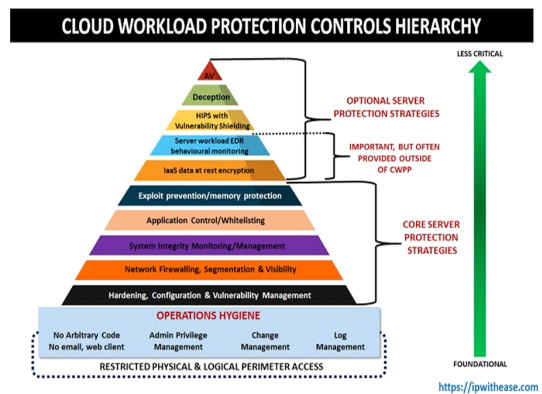 CLOUD WORKLOAD PROTECTION CONTROLS HIERARCHY
LESS CRITICAL
AV
Deception
HIPS with
Vulnerability Shielding
Server workload EDR
behavioural monitoring
IaaS data at rest encryption
Exploit prevention/memory protection
Application Control/Whitelisting
System Integrity Monitoring/Management
Network Firewalling, Segmentation & Visibility
Hardening, Configuration & Vulnerability Management
OPTIONAL SERVER
PROTECTION STRATEGIES
IMPORTANT, BUT OFTEN
PROVIDED OUTSIDE
OF CWPP
CORE SERVER
PROTECTION
STRATEGIES
OPERATIONS HYGIENE
No Arbitrary Code
No email, web client
Admin Privilege
Management
Change
Management
Log
Management
RESTRICTED PHYSICAL & LOGICAL PERIMETER ACCESS
FOUNDATIONAL
https://ipwithease.com